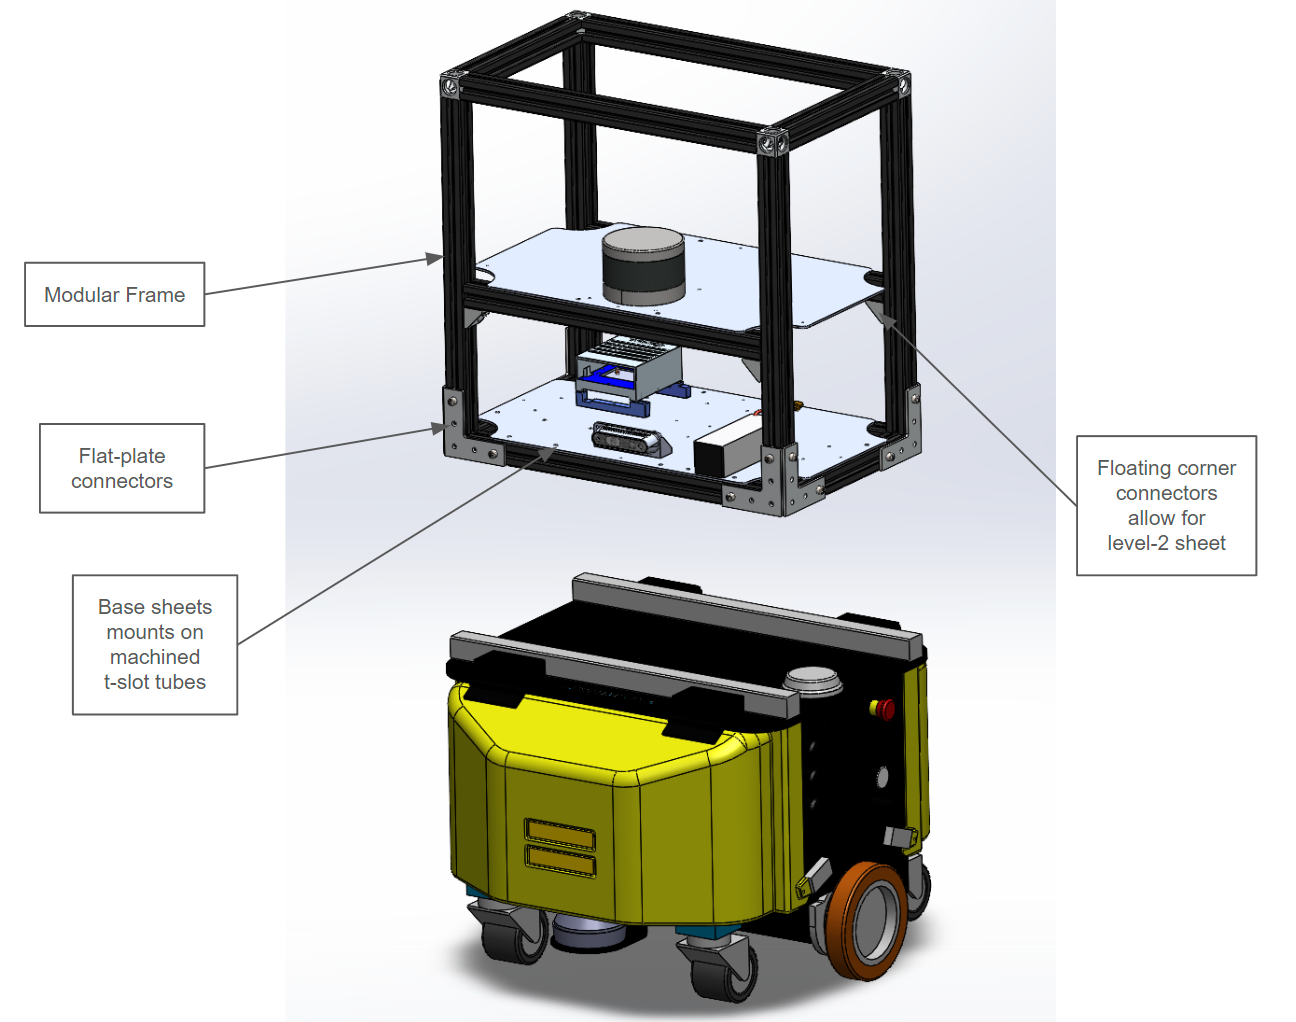 Modular Frame
Flat-plate
connectors
Base sheets
mounts on
machined
t-slot tubes
Floating corner
connectors
allow for
level-2 sheet